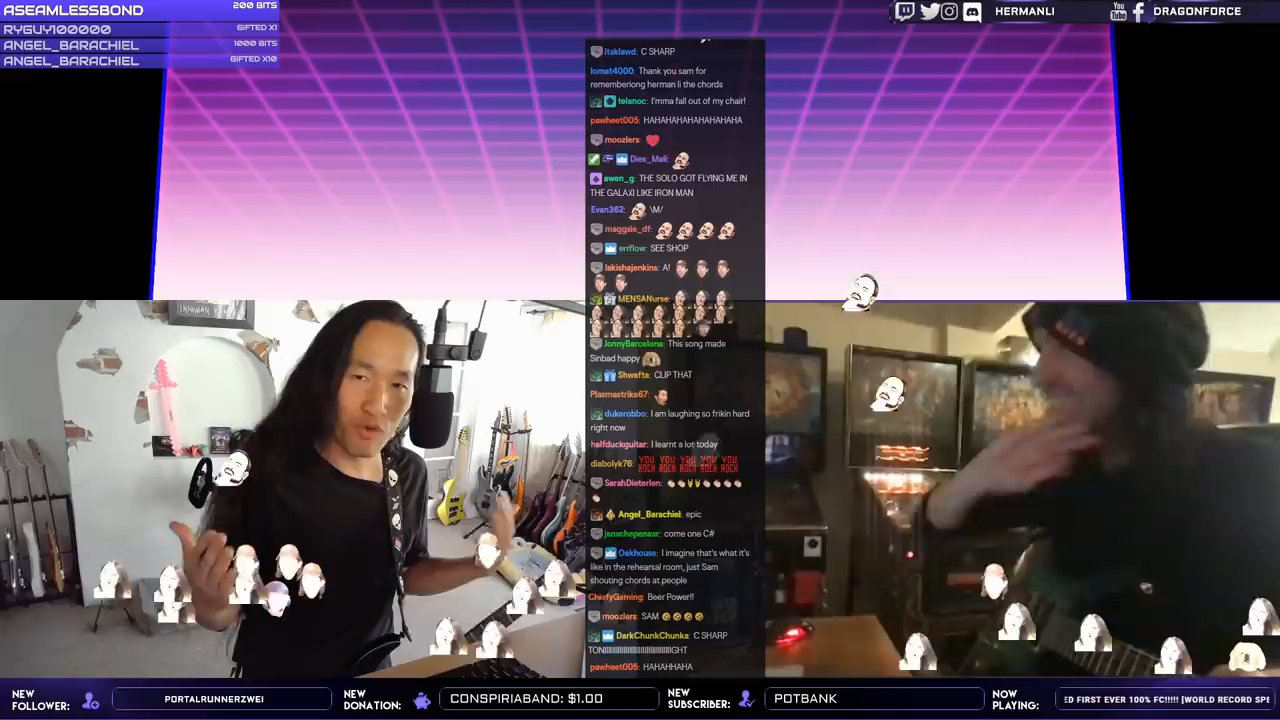 ASEAMLESSBOND 200 BITS
RYGUY100000 GIFTED X1
ANGEL_BARACHIEL 1000 BITS
ANGEL_BARACHIEL GIFTED X10
HERMANLI
You Tube
DRAGONFORCE
itsklawd: C SHARP
lomat4000: Thank you sam for
rememberiong herman li the chords
telanoc: I'mma fall out of my chair!
pawheet005: HAHAHAHAHAHAHAHAHA
moozlers:
Dies_Mali:
awen_g: THE SOLO GOT FLYING ME IN
THE GALAXI LIKE IRON MAN
Evan362: \M/
maggsie_df:
errflow: SEE SHOP
lakishajenkins: A!
MENSANurse:
JonnyBarcelona: This song made
Sinbad happy
Shwafta: CLIP THAT
Plasmastrike67:
dukerobbo: I am laughing so frikin hard
right now
halfduckguitar: I learnt a lot today
diabolyk76: YOU ROCK YOU ROCK YOU ROCK YOU ROCK YOU ROCK
SarahDieterlen:
Angel_Barachiel: epic
janschepenaar: come one C#
Oekhouse: I imagine that's what it's
like in the rehearsal room, just Sam
shouting chords at people
ChiefyGaming: Beer Power!!
moozlers: SAM
DarkChunkChunka: C SHARP
pawheet005: HAHAHHAHA
NEW FOLLOWER: PORTALRUNNERZWEI
NEW DONATION: CONSPIRIABAND: $1.00
NEW SUBSCRIBER: POTBANK
NOW PLAYING: ED FIRST EVER 100% FC!!!!! [WORLD RECORD SPE